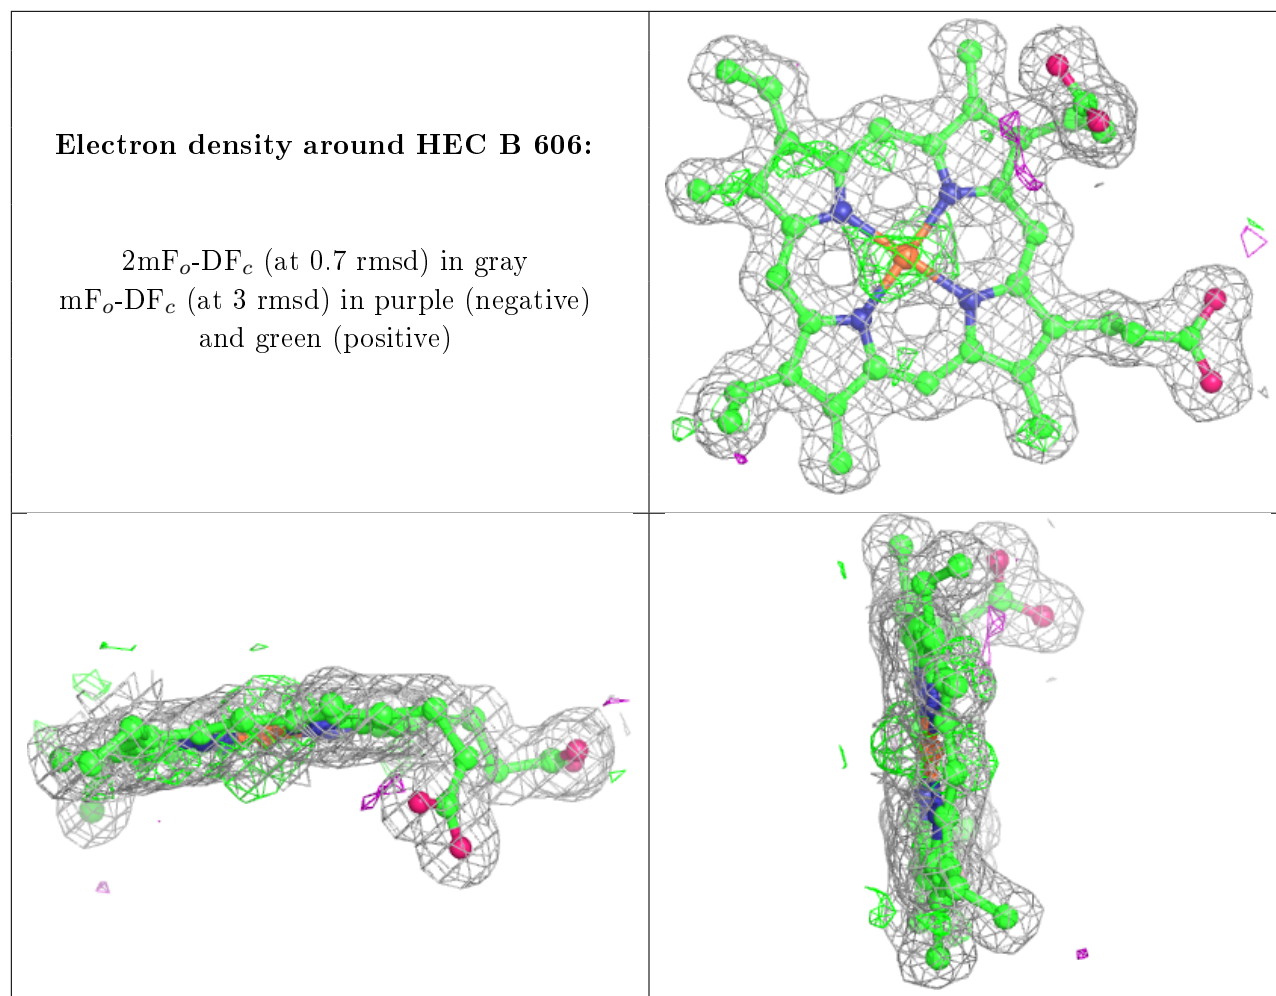 Electron density around HEC B 606:
2mFo-DFc (at 0.7 rmsd) in gray
mFo-DFc (at 3 rmsd) in purple (negative)
and green (positive)